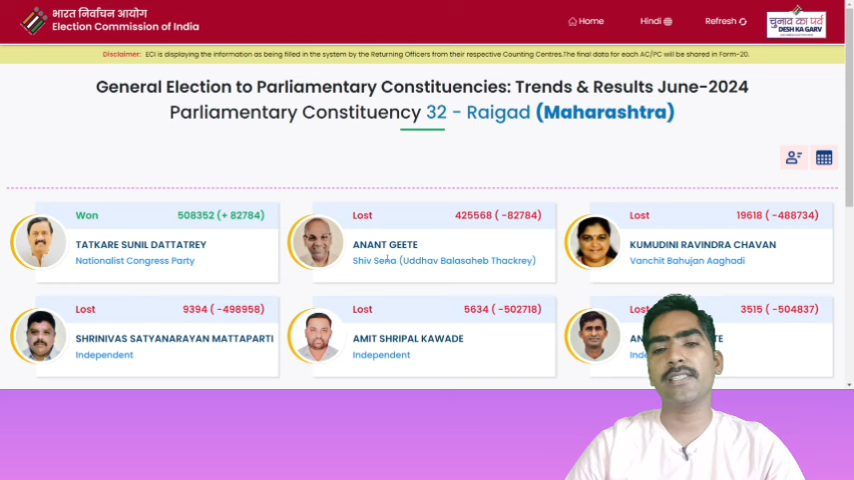 भारत निर्वाचन आयोग
Election Commission of India
Home
Hindi
Refresh
चुनाव का पर्व
DESH KA GARV
Disclaimer: ECI is displaying the information as being filled in the system by the Returning Officers from their respective Counting Centres.The final data for each AC/PC will be shared in Form-20.
General Election to Parliamentary Constituencies: Trends & Results June-2024
Parliamentary Constituency 32 - Raigad (Maharashtra)
Won 508352 (+ 82784)
TATKARE SUNIL DATTATREY
Nationalist Congress Party
Lost 425568 ( -82784)
ANANT GEETE
Shiv Sena (Uddhav Balasaheb Thackrey)
Lost 19618 ( -488734)
KUMUDINI RAVINDRA CHAVAN
Vanchit Bahujan Aaghadi
Lost 9394 ( -498958)
SHRINIVAS SATYANARAYAN MATTAPARTI
Independent
Lost 5634 ( -502718)
AMIT SHRIPAL KAWADE
Independent
Lost 3515 ( -504837)